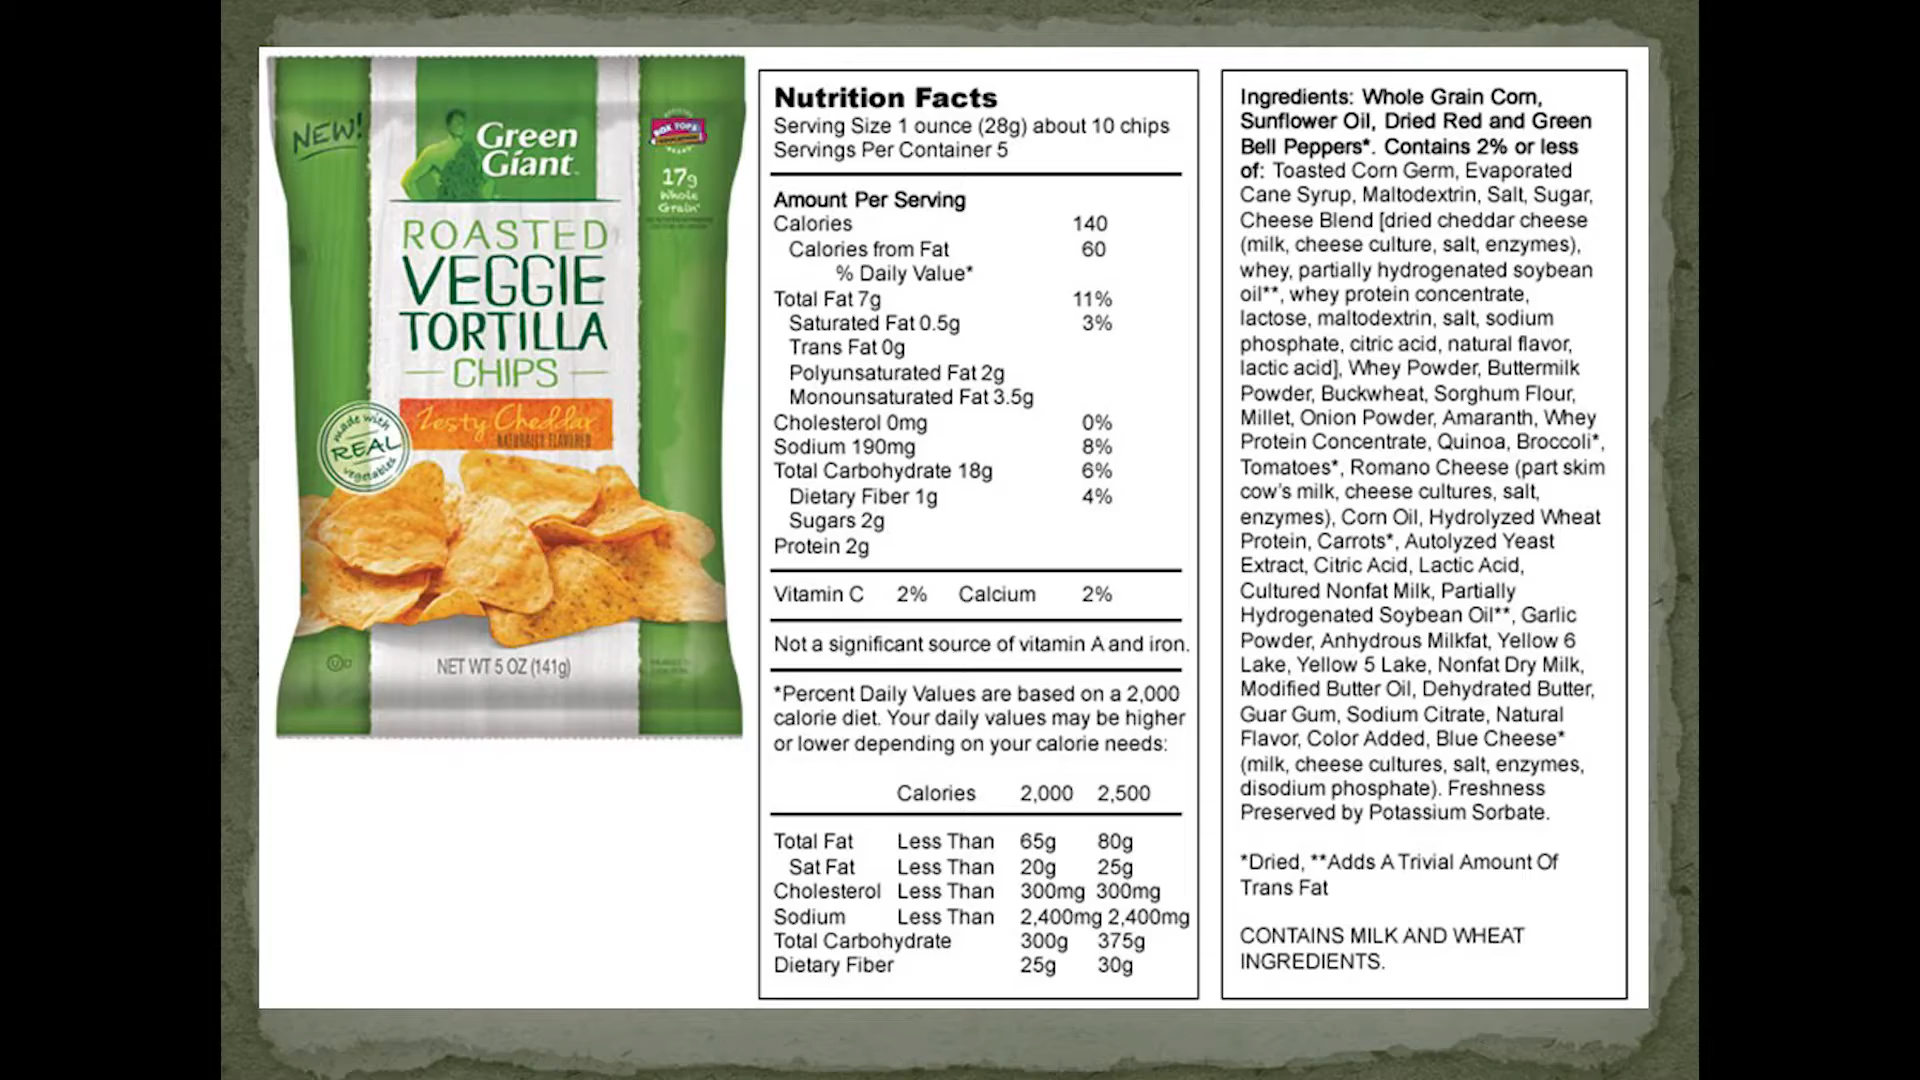 NEW!
Green
Giant
BOX TOPS
17g
Whole
Grain
ROASTED
VEGGIE
TORTILLA
CHIPS
Zesty Cheddar
NATURALLY FLAVORED
made with
REAL
vegetables
NET WT 5 OZ (141g)
Nutrition Facts
Serving Size 1 ounce (28g) about 10 chips
Servings Per Container 5
Amount Per Serving
Calories 140
Calories from Fat 60
% Daily Value*
Total Fat 7g 11%
Saturated Fat 0.5g 3%
Trans Fat 0g
Polyunsaturated Fat 2g
Monounsaturated Fat 3.5g
Cholesterol 0mg 0%
Sodium 190mg 8%
Total Carbohydrate 18g 6%
Dietary Fiber 1g 4%
Sugars 2g
Protein 2g
Vitamin C 2% Calcium 2%
Not a significant source of vitamin A and iron.
*Percent Daily Values are based on a 2,000
calorie diet. Your daily values may be higher
or lower depending on your calorie needs:
Calories 2,000 2,500
Total Fat Less Than 65g 80g
Sat Fat Less Than 20g 25g
Cholesterol Less Than 300mg 300mg
Sodium Less Than 2,400mg 2,400mg
Total Carbohydrate 300g 375g
Dietary Fiber 25g 30g
Ingredients: Whole Grain Corn,
Sunflower Oil, Dried Red and Green
Bell Peppers*. Contains 2% or less
of: Toasted Corn Germ, Evaporated
Cane Syrup, Maltodextrin, Salt, Sugar,
Cheese Blend [dried cheddar cheese
(milk, cheese culture, salt, enzymes),
whey, partially hydrogenated soybean
oil**, whey protein concentrate,
lactose, maltodextrin, salt, sodium
phosphate, citric acid, natural flavor,
lactic acid], Whey Powder, Buttermilk
Powder, Buckwheat, Sorghum Flour,
Millet, Onion Powder, Amaranth, Whey
Protein Concentrate, Quinoa, Broccoli*,
Tomatoes*, Romano Cheese (part skim
cow's milk, cheese cultures, salt,
enzymes), Corn Oil, Hydrolyzed Wheat
Protein, Carrots*, Autolyzed Yeast
Extract, Citric Acid, Lactic Acid,
Cultured Nonfat Milk, Partially
Hydrogenated Soybean Oil**, Garlic
Powder, Anhydrous Milkfat, Yellow 6
Lake, Yellow 5 Lake, Nonfat Dry Milk,
Modified Butter Oil, Dehydrated Butter,
Guar Gum, Sodium Citrate, Natural
Flavor, Color Added, Blue Cheese*
(milk, cheese cultures, salt, enzymes,
disodium phosphate). Freshness
Preserved by Potassium Sorbate.
*Dried, **Adds A Trivial Amount Of
Trans Fat
CONTAINS MILK AND WHEAT
INGREDIENTS.